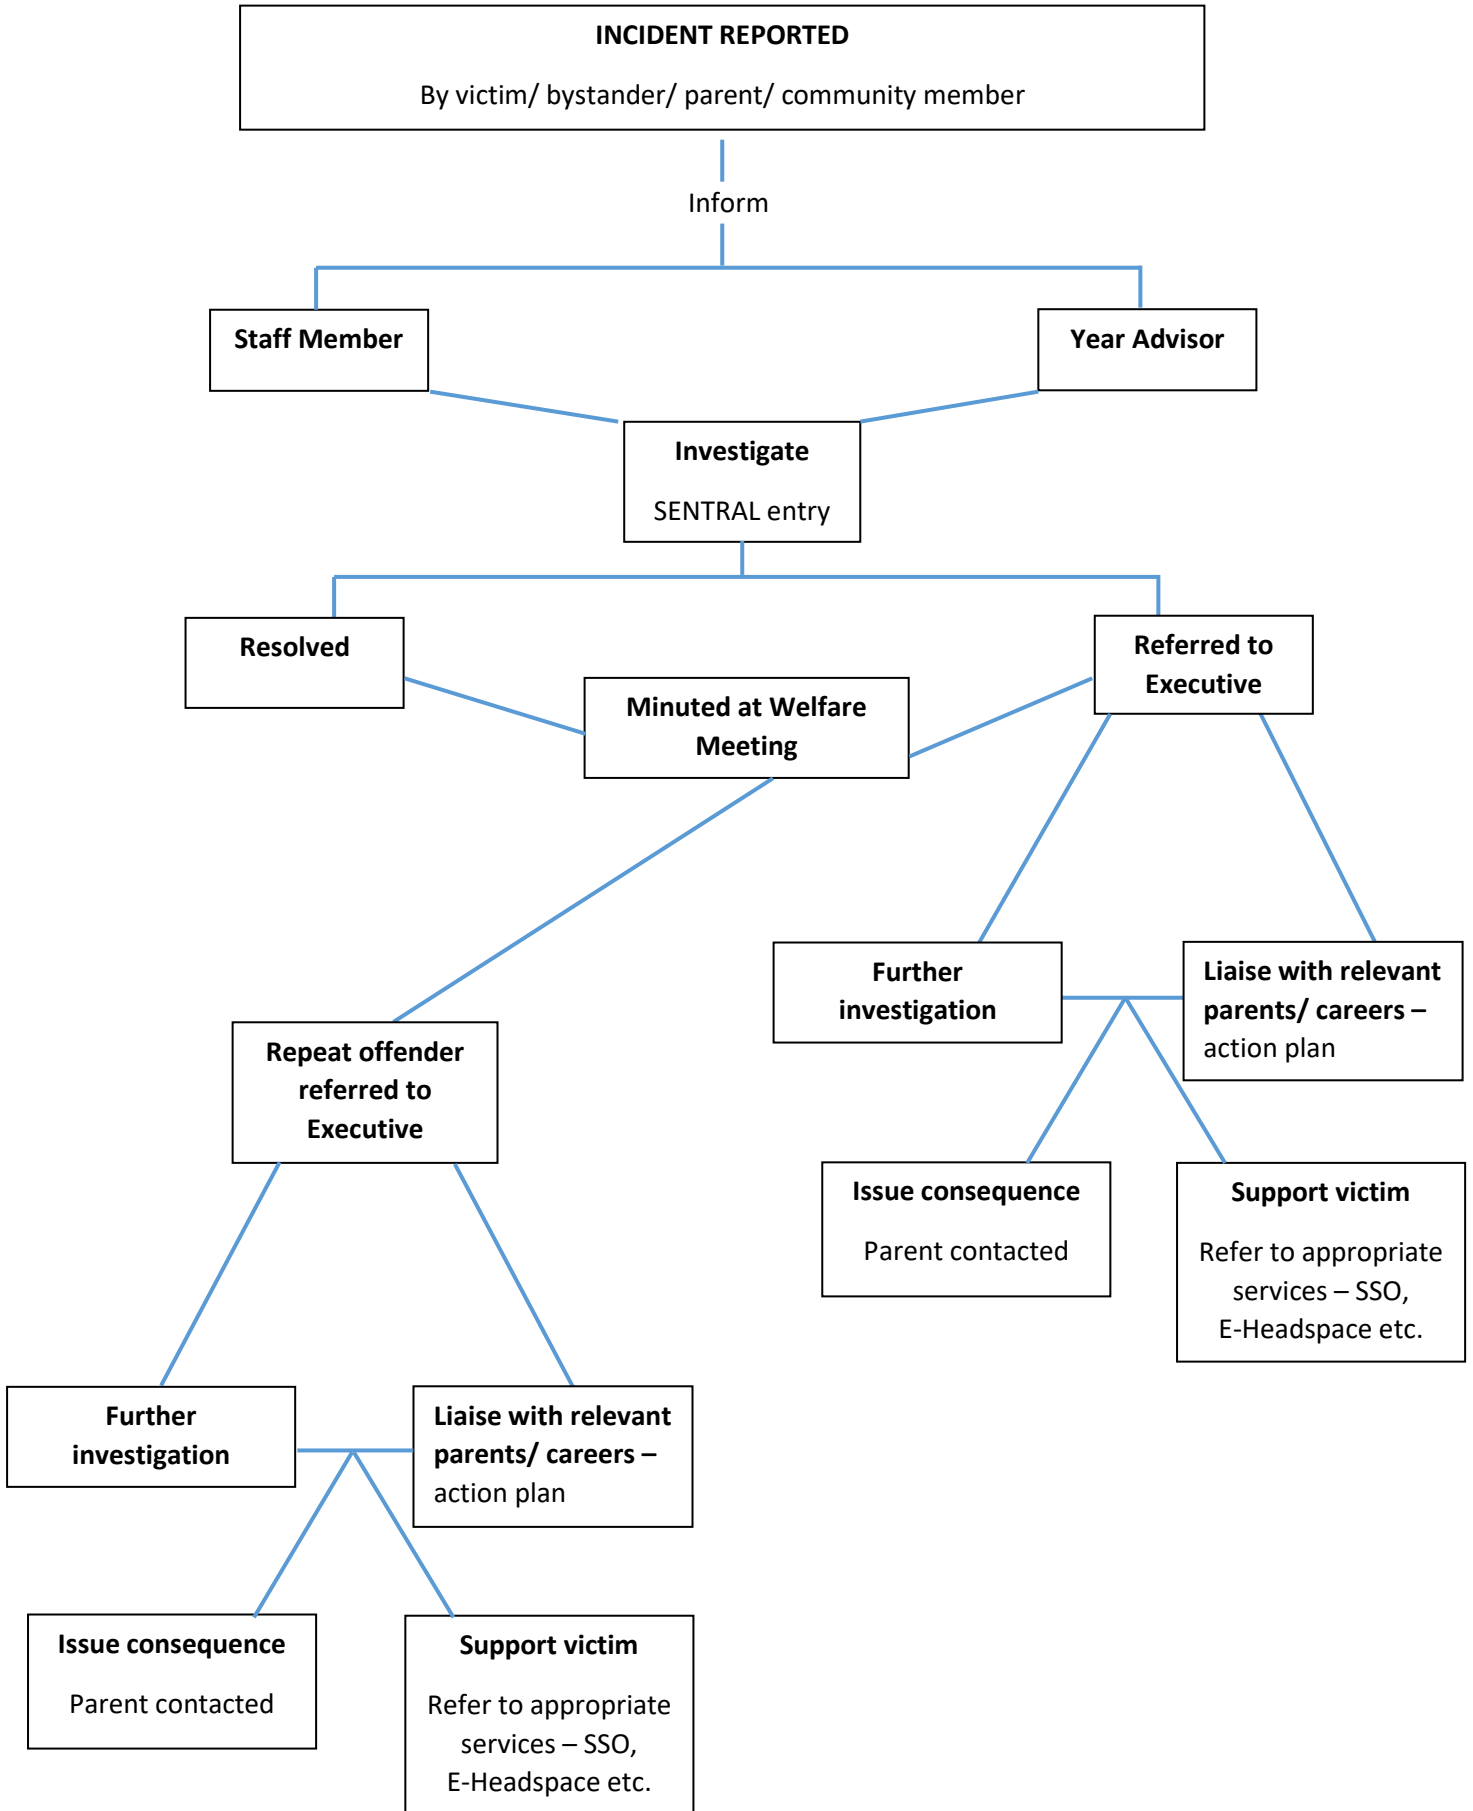 INCIDENT REPORTED
By victim/ bystander/ parent/ community member
Inform
Staff Member
Year Advisor
Investigate
SENTRAL entry
Resolved
Referred to
Executive
Minuted at Welfare
Meeting
Further
investigation
Liaise with relevant
parents/ careers –
action plan
Repeat offender
referred to
Executive
Issue consequence
Parent contacted
Support victim
Refer to appropriate
services – SSO,
E-Headspace etc.
Further
investigation
Liaise with relevant
parents/ careers –
action plan
Issue consequence
Parent contacted
Support victim
Refer to appropriate
services – SSO,
E-Headspace etc.